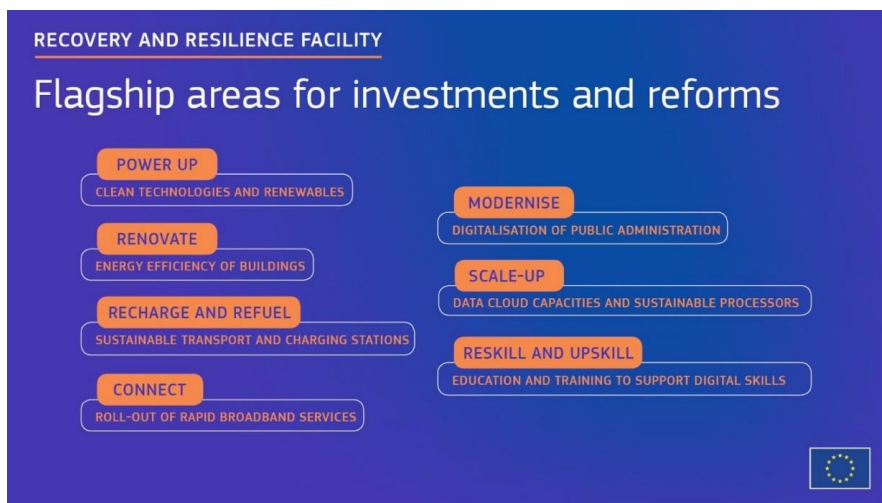 RECOVERY AND RESILIENCE FACILITY
Flagship areas for investments and reforms
POWER UP
CLEAN TECHNOLOGIES AND RENEWABLES
RENOVATE
ENERGY EFFICIENCY OF BUILDINGS
RECHARGE AND REFUEL
SUSTAINABLE TRANSPORT AND CHARGING STATIONS
CONNECT
ROLL-OUT OF RAPID BROADBAND SERVICES
MODERNISE
DIGITALISATION OF PUBLIC ADMINISTRATION
SCALE-UP
DATA CLOUD CAPACITIES AND SUSTAINABLE PROCESSORS
RESKILL AND UPSKILL
EDUCATION AND TRAINING TO SUPPORT DIGITAL SKILLS